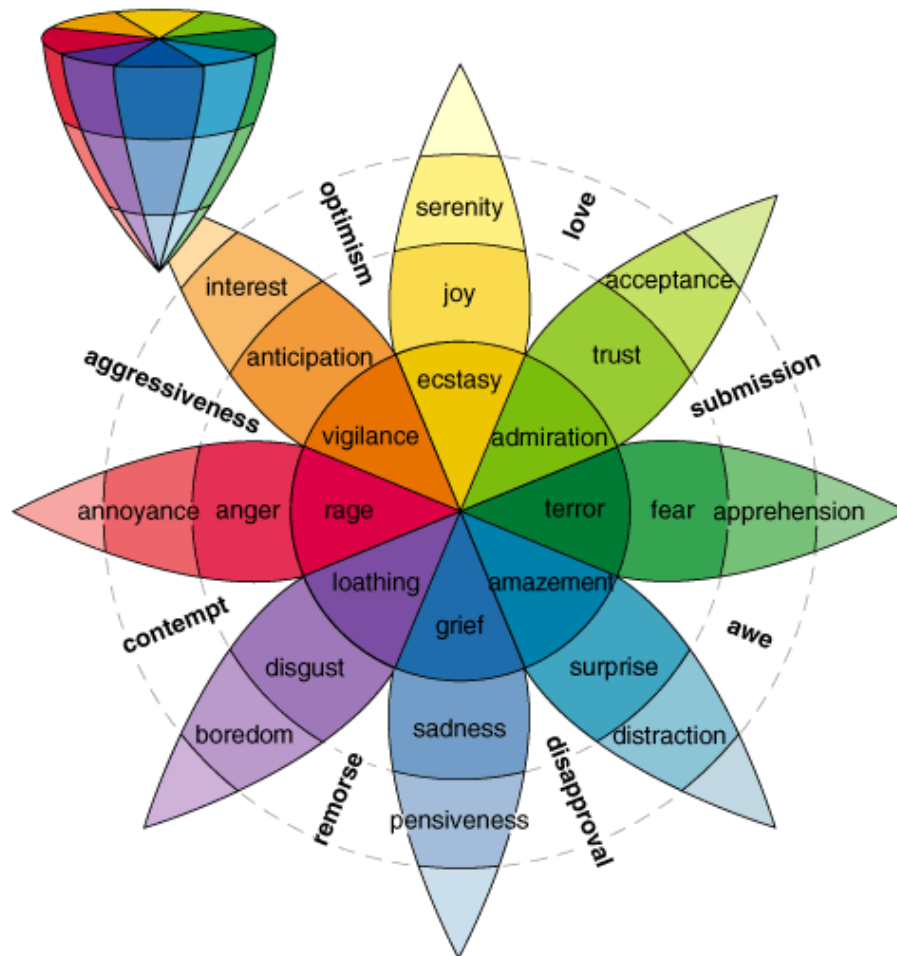 optimism
love
serenity
interest
joy
acceptance
anticipation
trust
aggressiveness
ecstasy
submission
vigilance
admiration
annoyance
anger
rage
terror
fear
apprehension
loathing
amazement
contempt
grief
awe
disgust
surprise
boredom
sadness
distraction
remorse
disapproval
pensiveness